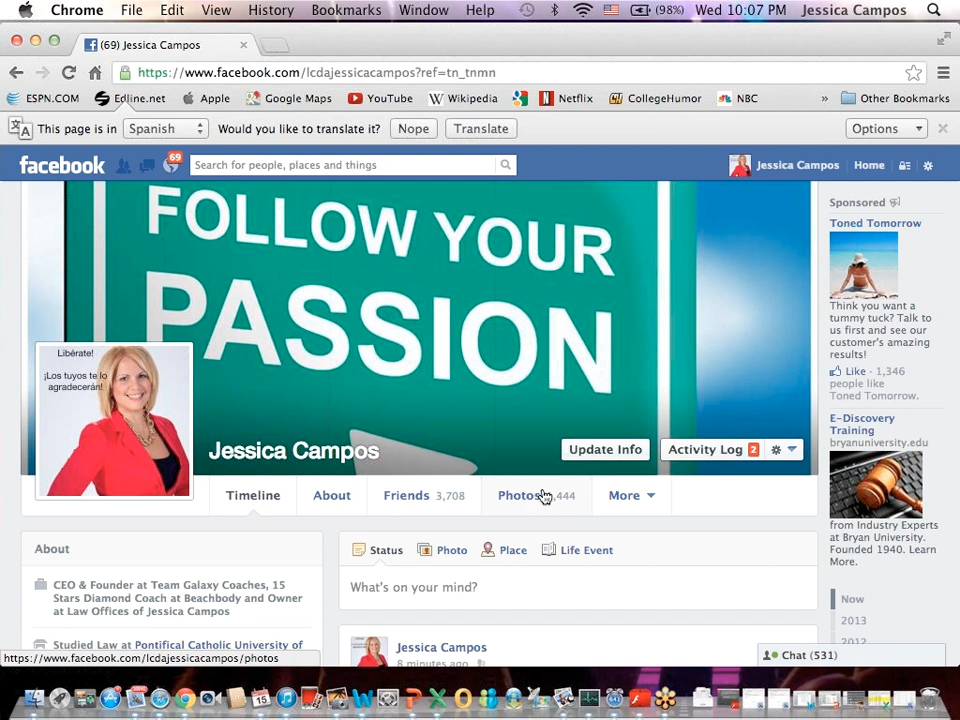 Chrome File Edit View History Bookmarks Window Help (98%) Wed 10:07 PM Jessica Campos
(69) Jessica Campos
https://www.facebook.com/lcdajessicacampos?ref=tn_tnmn
ESPN.COM Edline.net Apple Google Maps YouTube Wikipedia Netflix CollegeHumor NBC » Other Bookmarks
This page is in Spanish Would you like to translate it? Nope Translate Options
facebook 69 Search for people, places and things Jessica Campos Home
FOLLOW YOUR
PASSION
Libérate!
¡Los tuyos te lo
agradecerán!
Jessica Campos
Update Info Activity Log 2
Timeline About Friends 3,708 Photos More
About
CEO & Founder at Team Galaxy Coaches, 15
Stars Diamond Coach at Beachbody and Owner
at Law Offices of Jessica Campos
Studied Law at Pontifical Catholic University of
https://www.facebook.com/lcdajessicacampos/photos
Status Photo Place Life Event
What's on your mind?
Jessica Campos
8 minutes ago
Sponsored
Toned Tomorrow
Think you want a
tummy tuck? Talk to
us first and see our
customer's amazing
results!
Like · 1,346
people like
Toned Tomorrow.
E-Discovery
Training
bryanuniversity.edu
from Industry Experts
at Bryan University.
Founded 1940. Learn
More.
Now
2013
2012
Chat (531)
15